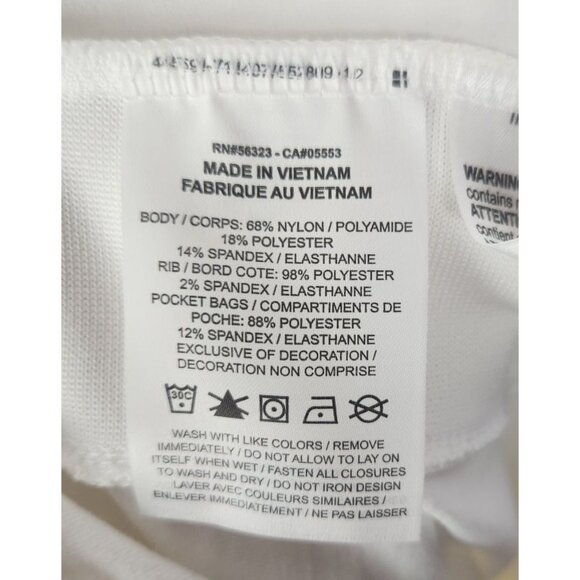 RN#56323 - CA#05553
MADE IN VIETNAM
FABRIQUE AU VIETNAM
BODY / CORPS: 68% NYLON / POLYAMIDE
18% POLYESTER
14% SPANDEX / ELASTHANNE
RIB / BORD COTE: 98% POLYESTER
2% SPANDEX / ELASTHANNE
POCKET BAGS / COMPARTIMENTS DE
POCHE: 88% POLYESTER
12% SPANDEX / ELASTHANNE
EXCLUSIVE OF DECORATION /
DECORATION NON COMPRISE
30C
WASH WITH LIKE COLORS / REMOVE
IMMEDIATELY / DO NOT ALLOW TO LAY ON
ITSELF WHEN WET / FASTEN ALL CLOSURES
TO WASH AND DRY / DO NOT IRON DESIGN
LAVER AVEC COULEURS SIMILAIRES /
ENLEVER IMMEDIATEMENT / NE PAS LAISSER
WARNING
contains
ATTENTI
contient